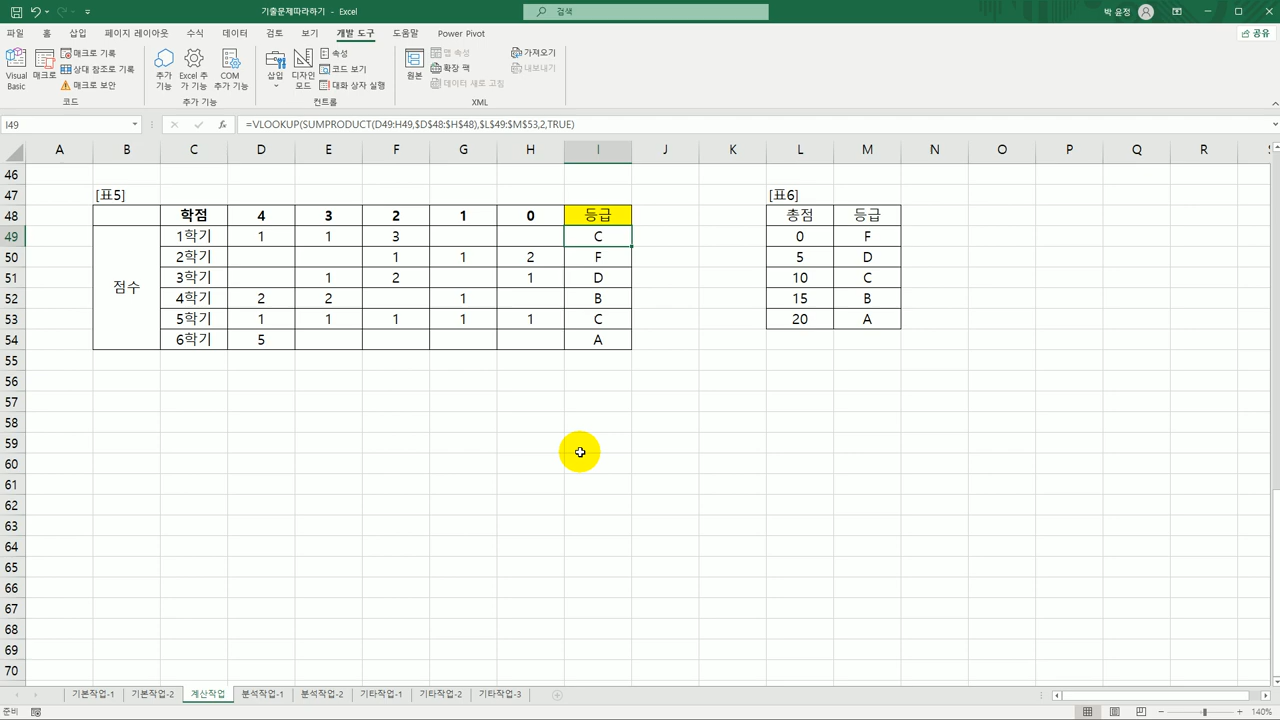 기출문제따라하기 - Excel
검색
박 윤정
파일 홈 삽입 페이지 레이아웃 수식 데이터 검토 보기 개발 도구 도움말 Power Pivot
공유
Visual Basic
매크로
매크로 기록
상대 참조로 기록
매크로 보안
코드
추가 기능
Excel 추가 기능
COM 추가 기능
추가 기능
삽입
디자인 모드
속성
코드 보기
대화 상자 실행
컨트롤
원본
맵 속성
확장 팩
데이터 새로 고침
가져오기
내보내기
XML
I49
fx
=VLOOKUP(SUMPRODUCT(D49:H49,$D$48:$H$48),$L$49:$M$53,2,TRUE)
A B C D E F G H I J K L M N O P Q R
46
47 [표5] [표6]
48 학점 4 3 2 1 0 등급 총점 등급
49 1학기 1 1 3 C 0 F
50 2학기 1 1 2 F 5 D
51 점수 3학기 1 2 1 D 10 C
52 4학기 2 2 1 B 15 B
53 5학기 1 1 1 1 1 C 20 A
54 6학기 5 A
55
56
57
58
59
60
61
62
63
64
65
66
67
68
69
70
기본작업-1 기본작업-2 계산작업 분석작업-1 분석작업-2 기타작업-1 기타작업-2 기타작업-3
준비
140%